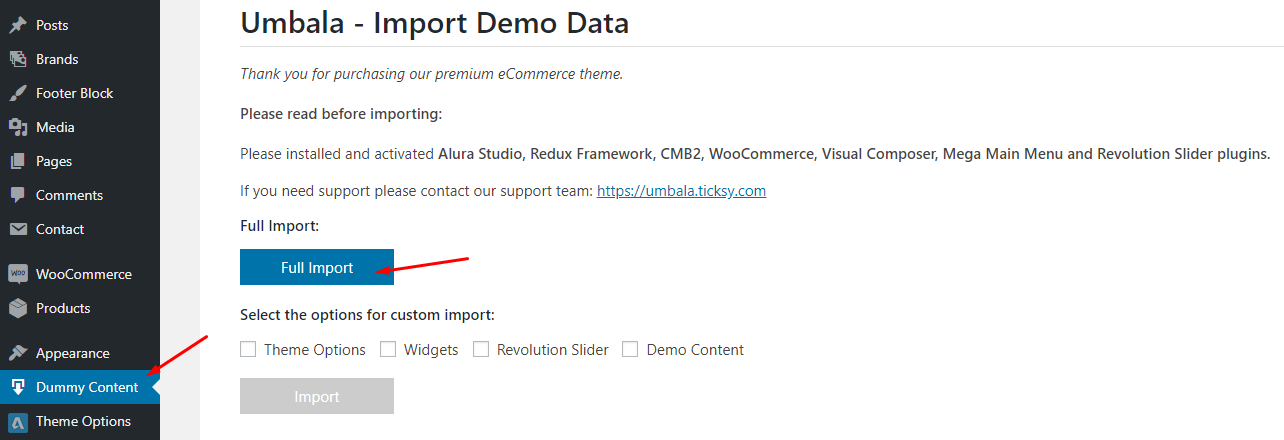 Posts
Brands
Footer Block
Media
Pages
Comments
Contact
WOO WooCommerce
Products
Appearance
Dummy Content
Theme Options
Umbala - Import Demo Data
Thank you for purchasing our premium eCommerce theme.
Please read before importing:
Please installed and activated Alura Studio, Redux Framework, CMB2, WooCommerce, Visual Composer, Mega Main Menu and Revolution Slider plugins.
If you need support please contact our support team: https://umbala.ticksy.com
Full Import:
Full Import
Select the options for custom import:
Theme Options Widgets Revolution Slider Demo Content
Import